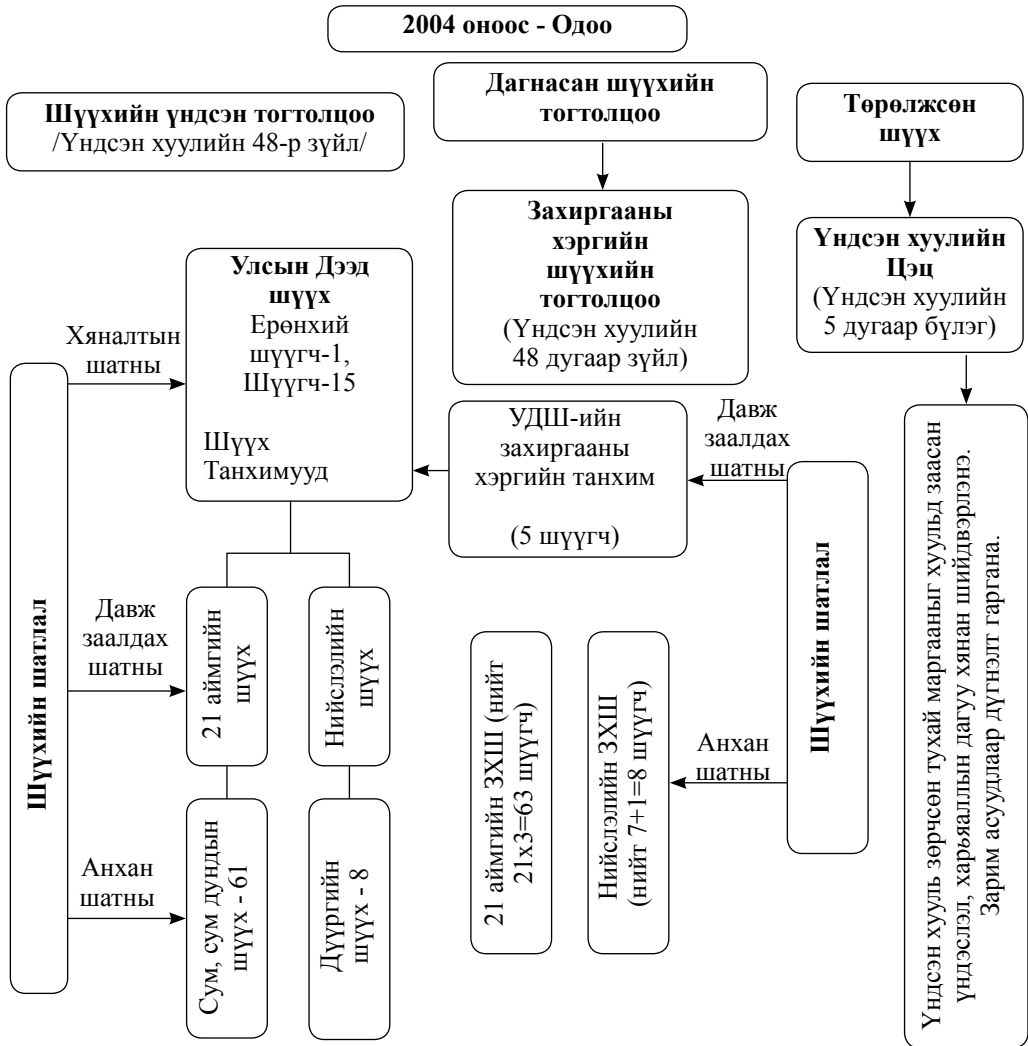 2004 оноос - Одоо
Шүүхийн үндсэн тогтолцоо
/Үндсэн хуулийн 48-р зүйл/
Дагнасан шүүхийн
тогтолцоо
Төрөлжсөн
шүүх
Захиргааны
хэргийн
шүүхийн
тогтолцоо
(Үндсэн хуулийн
48 дугаар зүйл)
Үндсэн хуулийн
Цэц
(Үндсэн хуулийн
5 дугаар бүлэг)
Улсын Дээд
шүүх
Ерөнхий
шүүгч-1,
Шүүгч-15
Шүүх
Танхимууд
Хяналтын
шатны
УДШ-ийн
захиргааны
хэргийн танхим
(5 шүүгч)
Давж
заалдах
шатны
Шүүхийн шатлал
Давж
заалдах
шатны
21 аймгийн
шүүх
Нийслэлийн
шүүх
21 аймгийн ЗХШ (нийт
21х3=63 шүүгч)
Нийслэлийн ЗХШ
(нийт 7+1=8 шүүгч)
Анхан
шатны
Шүүхийн шатлал
Үндсэн хууль зөрчсөн тухай маргааныг хуульд заасан
үндэслэл, харьяаллын дагуу хянан шийдвэрлэнэ.
Зарим асуудлаар дүгнэлт гаргана.
Анхан
шатны
Сум, сум дундын
шүүх - 61
Дүүргийн
шүүх - 8